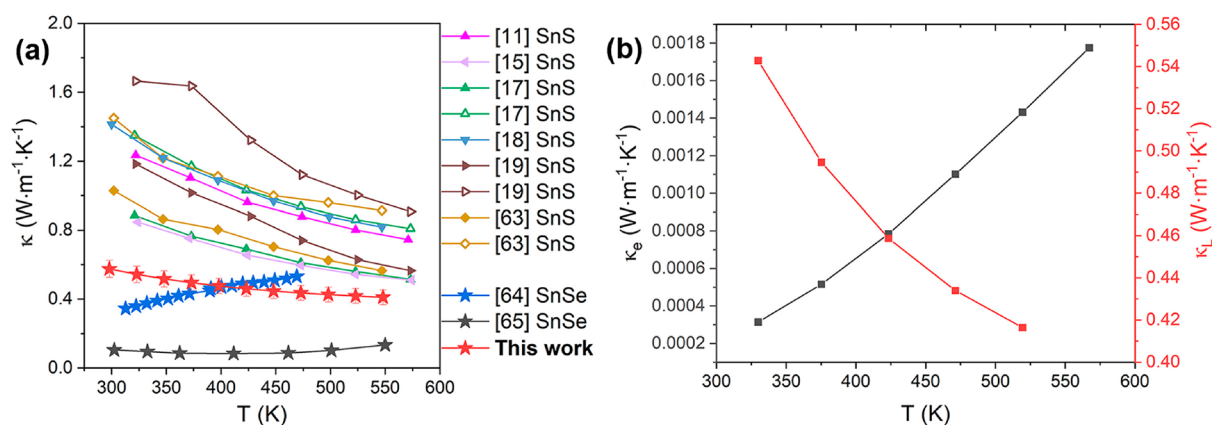 (a)
κ (W·m⁻¹·K⁻¹)
2.0
1.6
1.2
0.8
0.4
0.0
300 350 400 450 500 550 600
T (K)
[11] SnS
[15] SnS
[17] SnS
[17] SnS
[18] SnS
[19] SnS
[19] SnS
[63] SnS
[63] SnS
[64] SnSe
[65] SnSe
This work
(b)
κe (W·m⁻¹·K⁻¹)
0.0018
0.0016
0.0014
0.0012
0.0010
0.0008
0.0006
0.0004
0.0002
300 350 400 450 500 550 600
T (K)
0.56
0.54
0.52
0.50
0.48
0.46
0.44
0.42
0.40
κL (W·m⁻¹·K⁻¹)